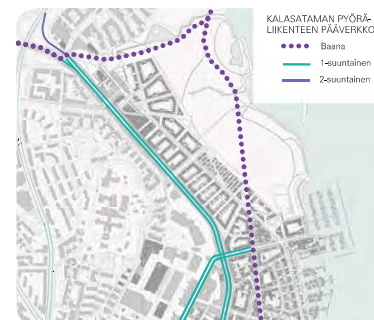 KALASATAMAN PYÖRÄ-
LIIKENTEEN PÄÄVERKKO
Baana
1-suuntainen
2-suuntainen